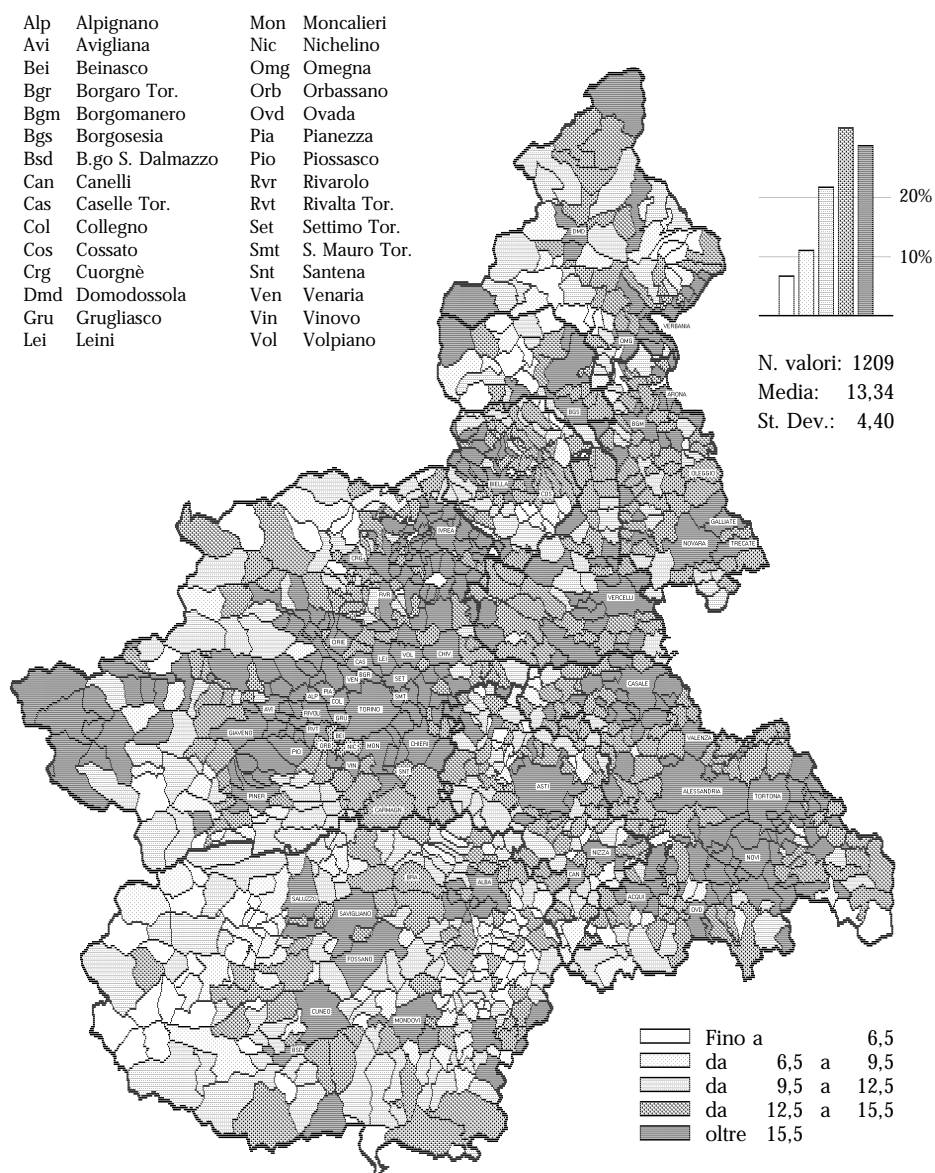 Alp Alpignano
Avi Avigliana
Bei Beinasco
Bgr Borgaro Tor.
Bgm Borgomanero
Bgs Borgosesia
Bsd B.go S. Dalmazzo
Can Canelli
Cas Caselle Tor.
Col Collegno
Cos Cossato
Crg Cuorgnè
Dmd Domodossola
Gru Grugliasco
Lei Leini
Mon Moncalieri
Nic Nichelino
Omg Omegna
Orb Orbassano
Ovd Ovada
Pia Pianezza
Pio Piossasco
Rvr Rivarolo
Rvt Rivalta Tor.
Set Settimo Tor.
Smt S. Mauro Tor.
Snt Santena
Ven Venaria
Vin Vinovo
Vol Volpiano
20%
10%
N. valori: 1209
Media: 13,34
St. Dev.: 4,40
DMD
VERBANIA
OMG
ARONA
BGS
BGM
OLEGGIO
BIELLA
COS
GALLIATE
NOVARA
TRECATE
IVREA
CRG
RVR
VERCELLI
CIRIE
CAS
LEI
VOL
CHIV
BGR
VEN
SET
CASALE
ALP
PIA
COL
SMT
AVI
RIVOL
TORINO
GRU
GIAVENO
RVT
BEI
VALENZA
ORB
NIC
MON
CHIERI
PIO
VIN
SNT
ASTI
PINER
ALESSANDRIA
TORTONA
CARMAGN
NIZZA
NOVI
BRA
ALBA
CAN
SALUZZO
ACQUI
SAVIGLIANO
OVD
FOSSANO
CUNEO
MONDOVI
BSD
Fino a 6,5
da 6,5 a 9,5
da 9,5 a 12,5
da 12,5 a 15,5
oltre 15,5